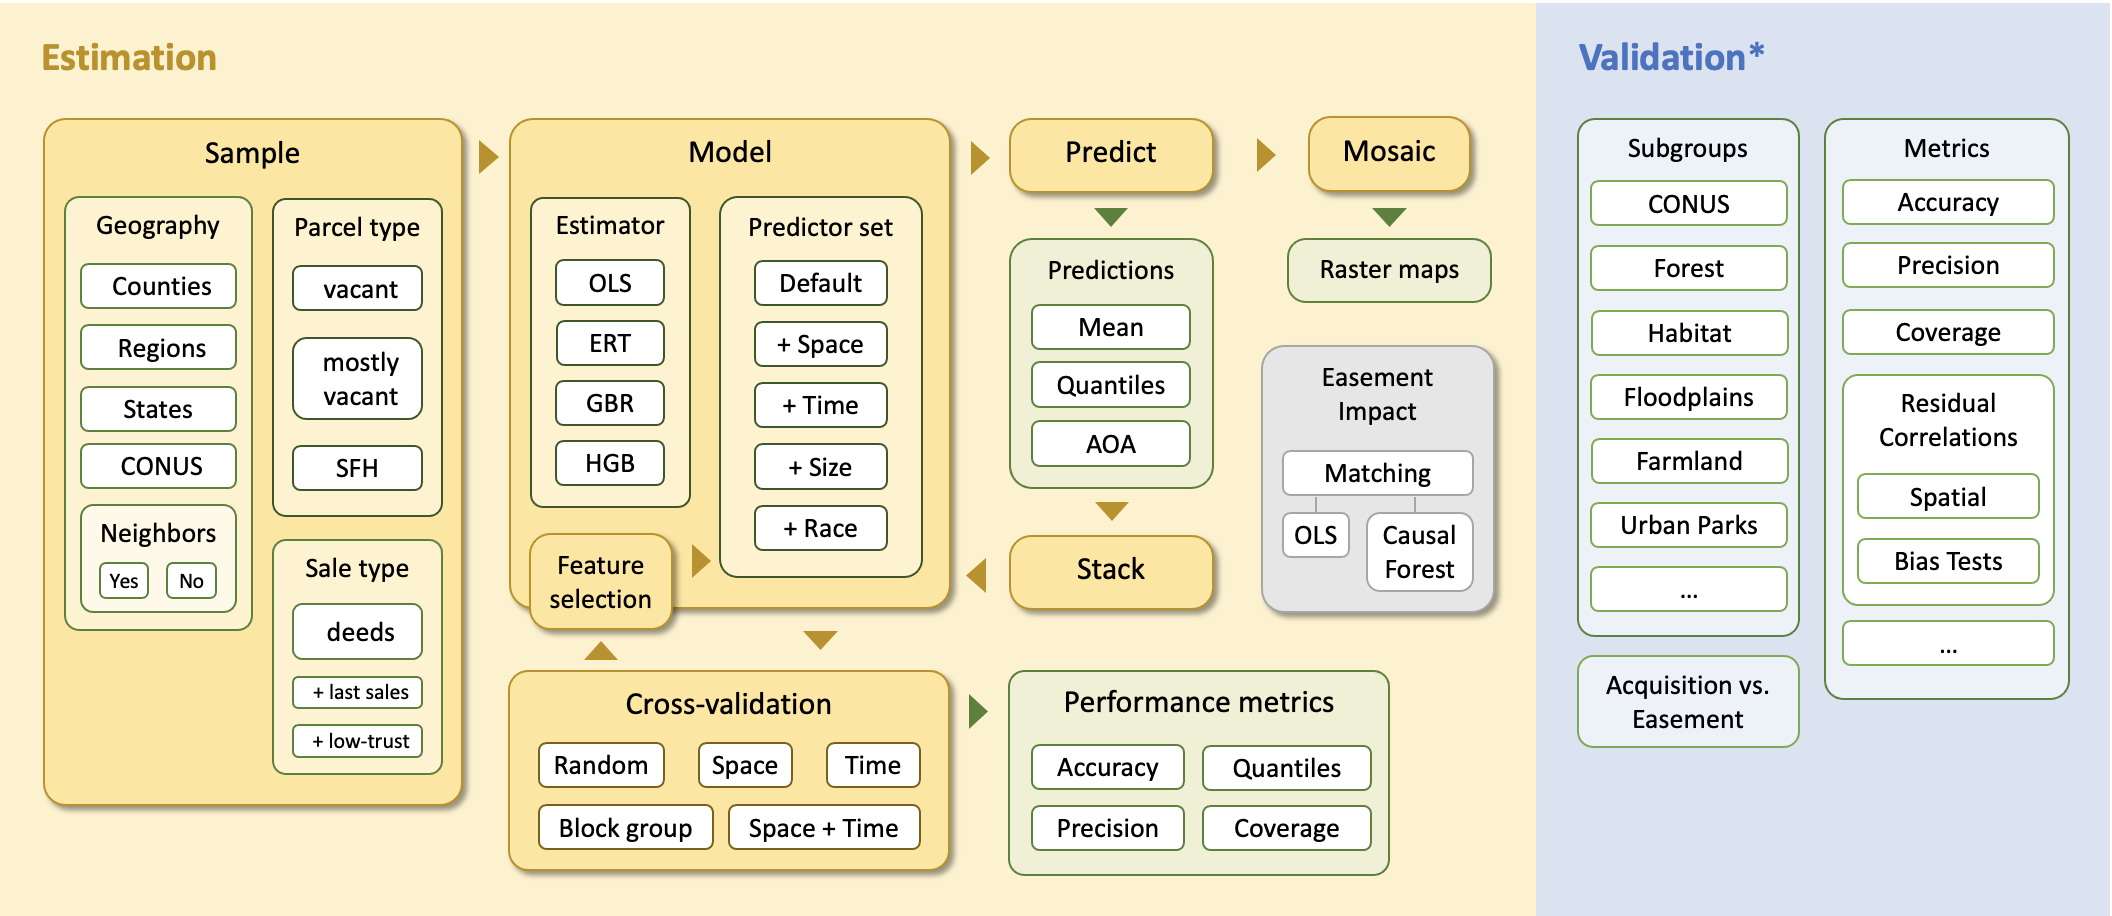 Estimation
Sample
Geography
Counties
Regions
States
CONUS
Neighbors
Yes
No
Parcel type
vacant
mostly
vacant
SFH
Sale type
deeds
+ last sales
+ low-trust
Model
Estimator
OLS
ERT
GBR
HGB
Predictor set
Default
+ Space
+ Time
+ Size
+ Race
Feature
selection
Cross-validation
Random
Space
Time
Block group
Space + Time
Predict
Predictions
Mean
Quantiles
AOA
Stack
Performance metrics
Accuracy
Quantiles
Precision
Coverage
Mosaic
Raster maps
Easement
Impact
Matching
OLS
Causal
Forest
Validation*
Subgroups
CONUS
Forest
Habitat
Floodplains
Farmland
Urban Parks
...
Acquisition vs.
Easement
Metrics
Accuracy
Precision
Coverage
Residual
Correlations
Spatial
Bias Tests
...